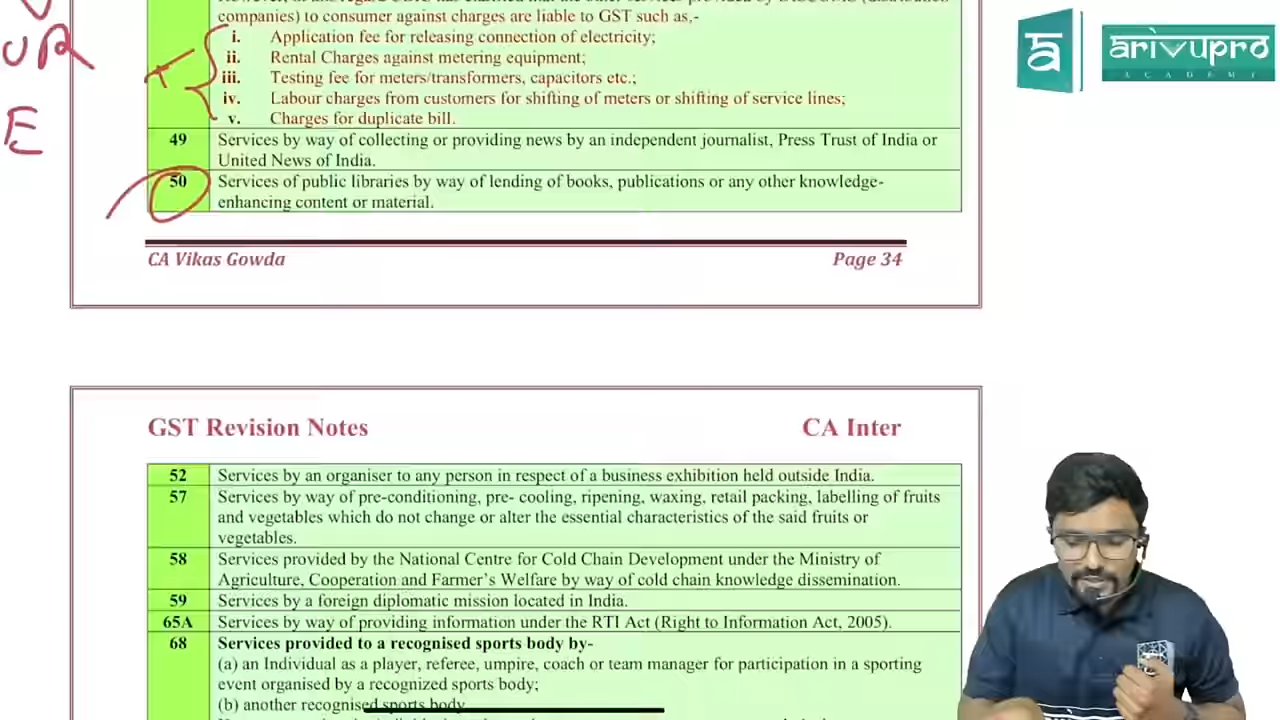 companies) to consumer against charges are liable to GST such as,-
i. Application fee for releasing connection of electricity;
ii. Rental Charges against metering equipment;
iii. Testing fee for meters/transformers, capacitors etc.;
iv. Labour charges from customers for shifting of meters or shifting of service lines;
v. Charges for duplicate bill.
49 Services by way of collecting or providing news by an independent journalist, Press Trust of India or
United News of India.
50 Services of public libraries by way of lending of books, publications or any other knowledge-
enhancing content or material.
CA Vikas Gowda Page 34
GST Revision Notes CA Inter
52 Services by an organiser to any person in respect of a business exhibition held outside India.
57 Services by way of pre-conditioning, pre- cooling, ripening, waxing, retail packing, labelling of fruits
and vegetables which do not change or alter the essential characteristics of the said fruits or
vegetables.
58 Services provided by the National Centre for Cold Chain Development under the Ministry of
Agriculture, Cooperation and Farmer's Welfare by way of cold chain knowledge dissemination.
59 Services by a foreign diplomatic mission located in India.
65A Services by way of providing information under the RTI Act (Right to Information Act, 2005).
68 Services provided to a recognised sports body by-
(a) an Individual as a player, referee, umpire, coach or team manager for participation in a sporting
event organised by a recognized sports body;
(b) another recognised sports body
UR
E
arivupro
ACADEMY